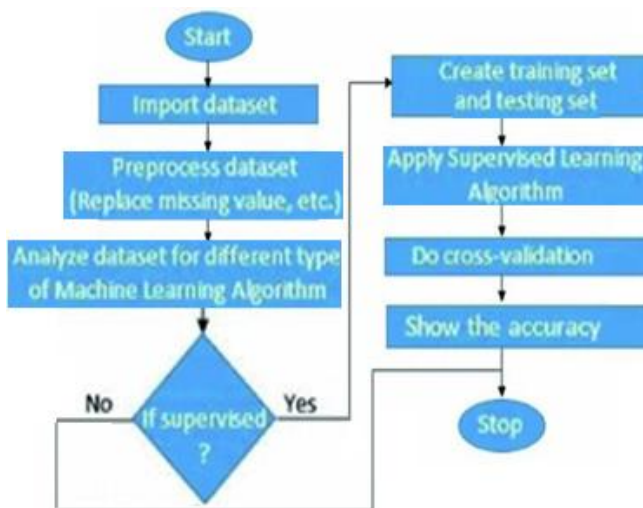 Start
Import dataset
Preprocess dataset
(Replace missing value, etc.)
Analyze dataset for different type
of Machine Learning Algorithm
If supervised
?
No
Yes
Create training set
and testing set
Apply Supervised Learning
Algorithm
Do cross-validation
Show the accuracy
Stop